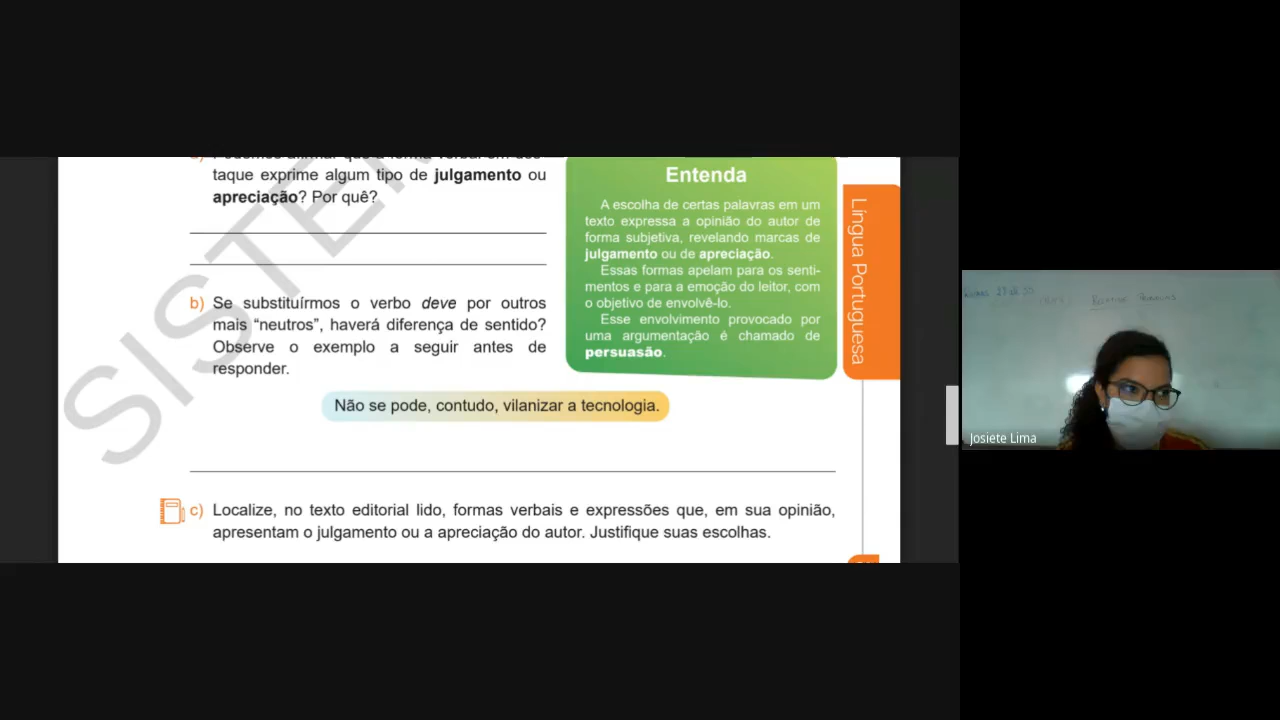 taque exprime algum tipo de julgamento ou
apreciação? Por quê?
b) Se substituírmos o verbo deve por outros
mais “neutros”, haverá diferença de sentido?
Observe o exemplo a seguir antes de
responder.
Não se pode, contudo, vilanizar a tecnologia.
c) Localize, no texto editorial lido, formas verbais e expressões que, em sua opinião,
apresentam o julgamento ou a apreciação do autor. Justifique suas escolhas.
Entenda
A escolha de certas palavras em um
texto expressa a opinião do autor de
forma subjetiva, revelando marcas de
julgamento ou de apreciação.
Essas formas apelam para os senti-
mentos e para a emoção do leitor, com
o objetivo de envolvê-lo.
Esse envolvimento provocado por
uma argumentação é chamado de
persuasão.
Língua Portuguesa
SISTEM
Josiete Lima